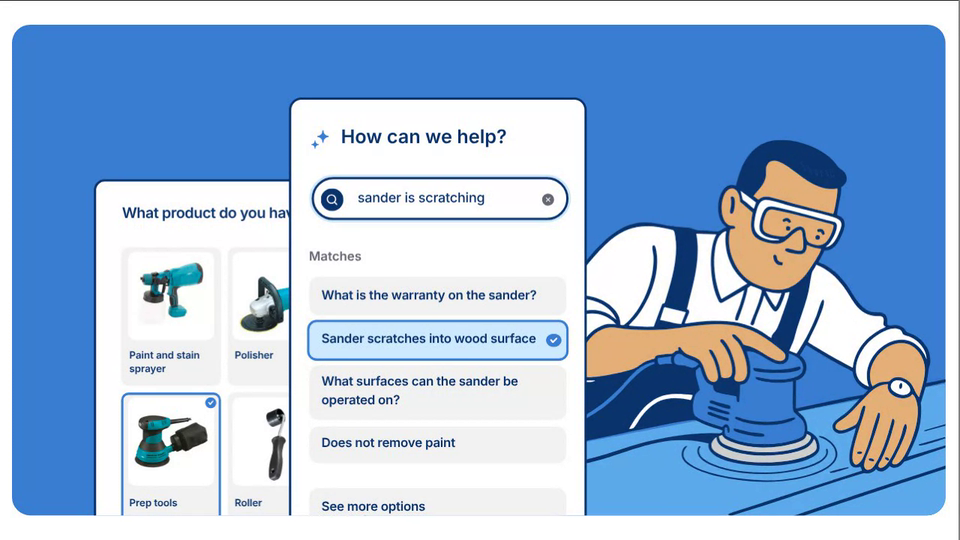 How can we help?
sander is scratching
Matches
What is the warranty on the sander?
Sander scratches into wood surface
What surfaces can the sander be
operated on?
Does not remove paint
See more options
What product do you hav
Paint and stain
sprayer
Polisher
Prep tools
Roller